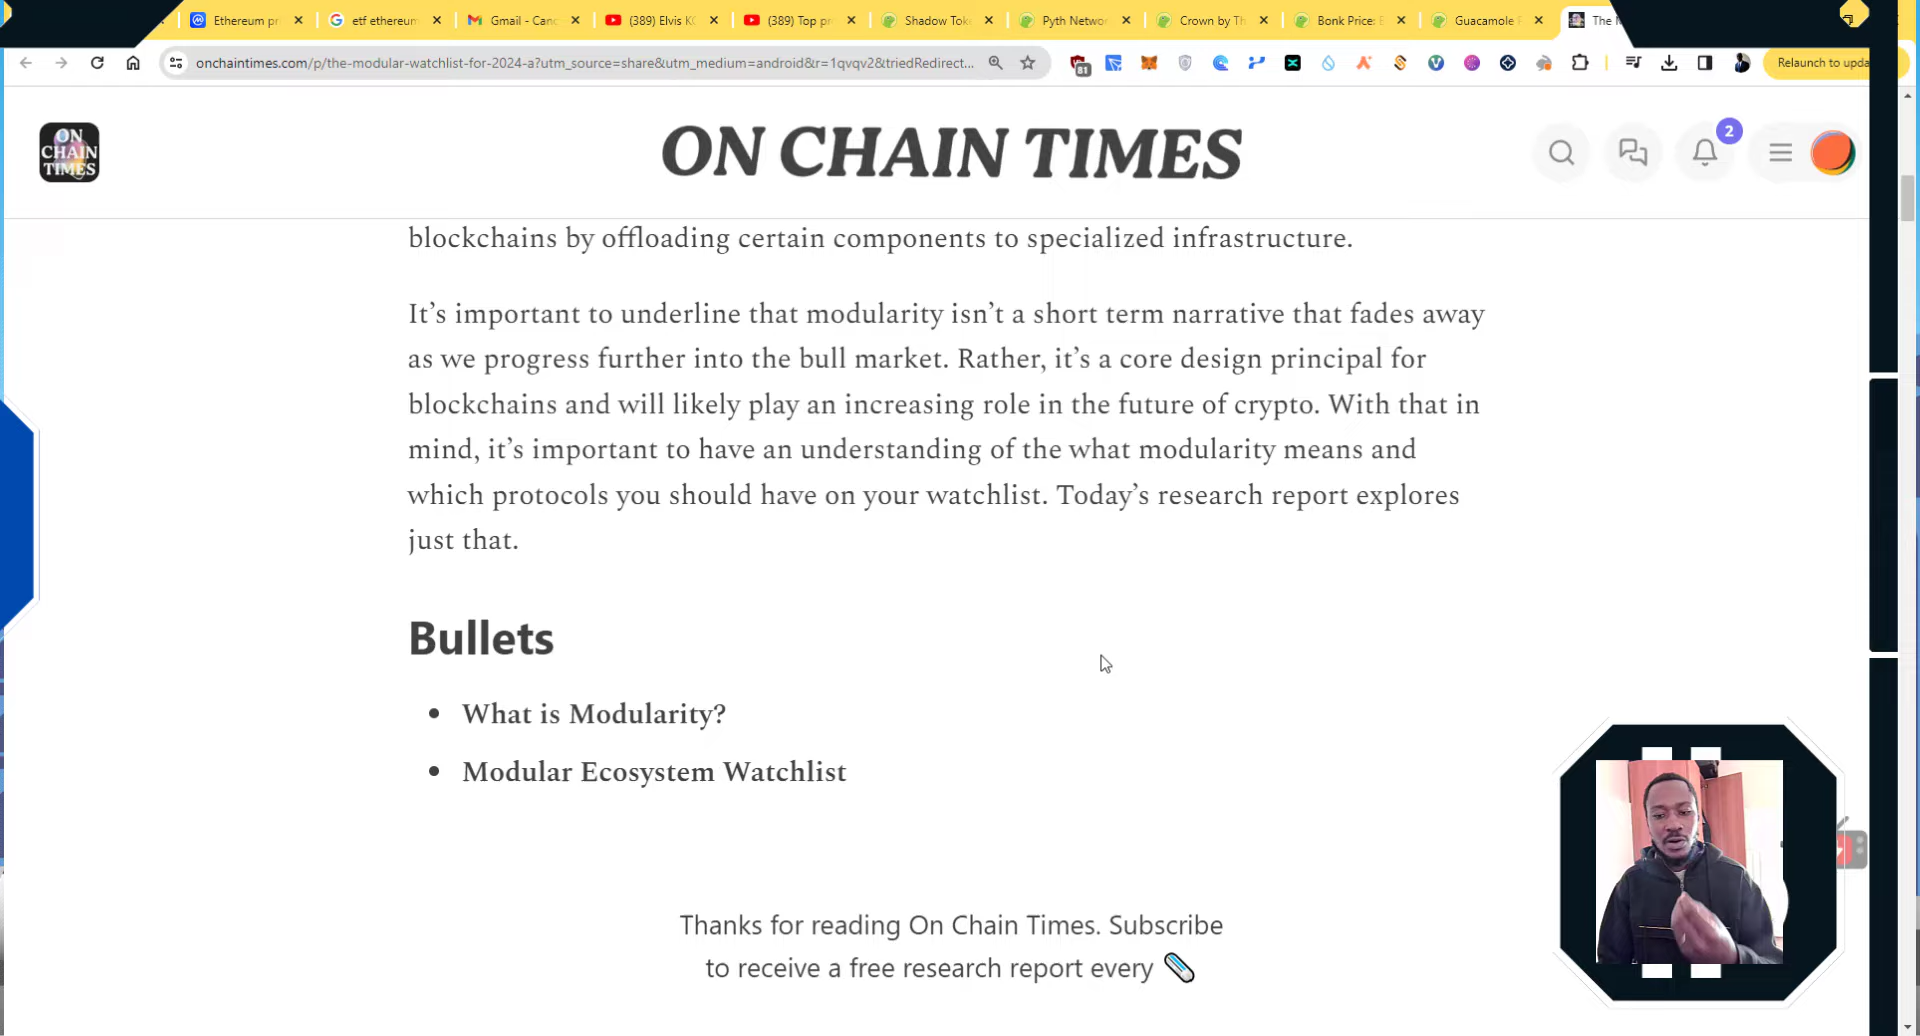 Ethereum pr
etf ethereum
Gmail - Canc
(389) Elvis KO
(389) Top pr
Shadow Tok
Pyth Netwo
Crown by Th
Bonk Price: B
Guacamole P
The M
onchaintimes.com/p/the-modular-watchlist-for-2024-a?utm_source=share&utm_medium=android&r=1qvqv2&triedRedirect...
81
Relaunch to upda
ON
CHAIN
TIMES
ON CHAIN TIMES
2
blockchains by offloading certain components to specialized infrastructure.
It’s important to underline that modularity isn’t a short term narrative that fades away
as we progress further into the bull market. Rather, it’s a core design principal for
blockchains and will likely play an increasing role in the future of crypto. With that in
mind, it’s important to have an understanding of the what modularity means and
which protocols you should have on your watchlist. Today’s research report explores
just that.
Bullets
• What is Modularity?
• Modular Ecosystem Watchlist
Thanks for reading On Chain Times. Subscribe
to receive a free research report every